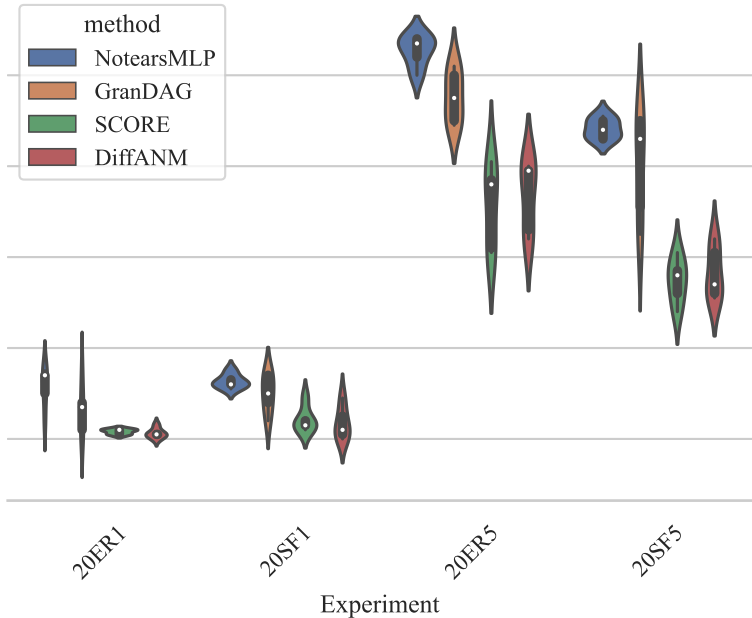 method
NotearsMLP
GranDAG
SCORE
DiffANM
20ER1
20SF1
20ER5
20SF5
Experiment